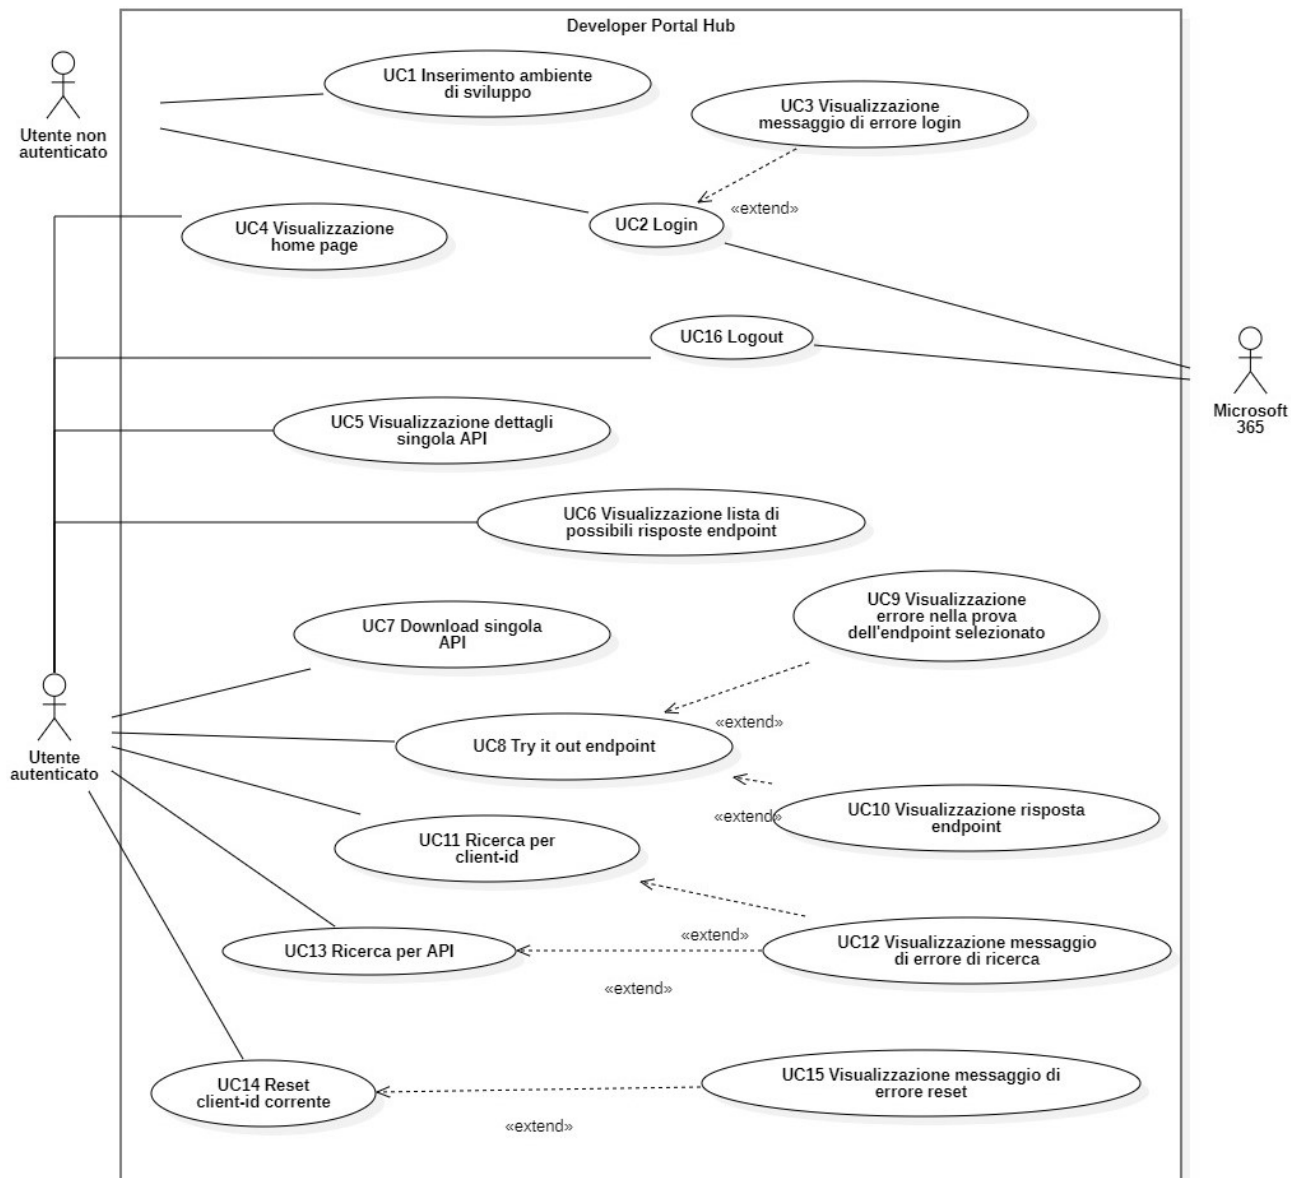 Developer Portal Hub
UC1 Inserimento ambiente
di sviluppo
UC3 Visualizzazione
messaggio di errore login
Utente non
autenticato
«extend»
UC2 Login
UC4 Visualizzazione
home page
UC16 Logout
Microsoft
365
UC5 Visualizzazione dettagli
singola API
UC6 Visualizzazione lista di
possibili risposte endpoint
UC9 Visualizzazione
errore nella prova
dell'endpoint selezionato
UC7 Download singola
API
«extend»
UC8 Try it out endpoint
Utente
autenticato
«extend»
UC10 Visualizzazione risposta
endpoint
UC11 Ricerca per
client-id
«extend»
UC12 Visualizzazione messaggio
di errore di ricerca
UC13 Ricerca per API
«extend»
UC14 Reset
client-id corrente
UC15 Visualizzazione messaggio di
errore reset
«extend»